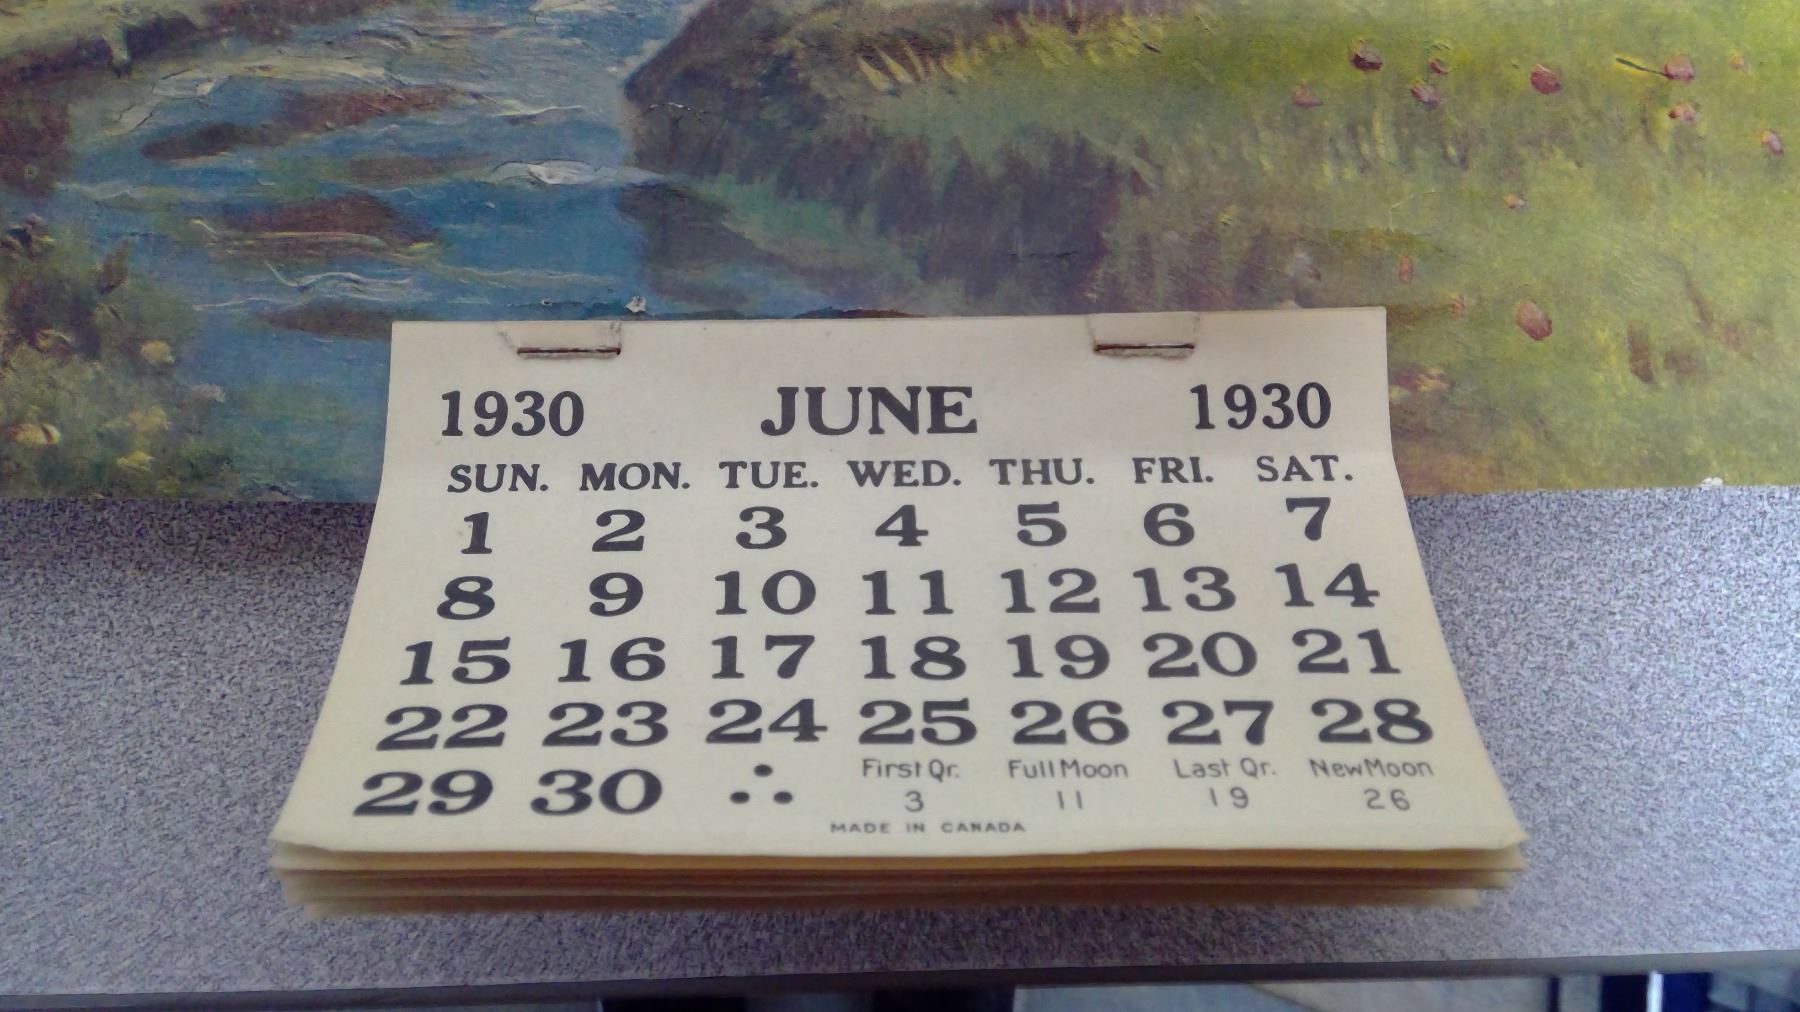 1930 JUNE 1930
SUN. MON. TUE. WED. THU. FRI. SAT.
1 2 3 4 5 6 7
8 9 10 11 12 13 14
15 16 17 18 19 20 21
22 23 24 25 26 27 28
29 30 First Qr. Full Moon Last Qr. New Moon
3 11 19 26
MADE IN CANADA